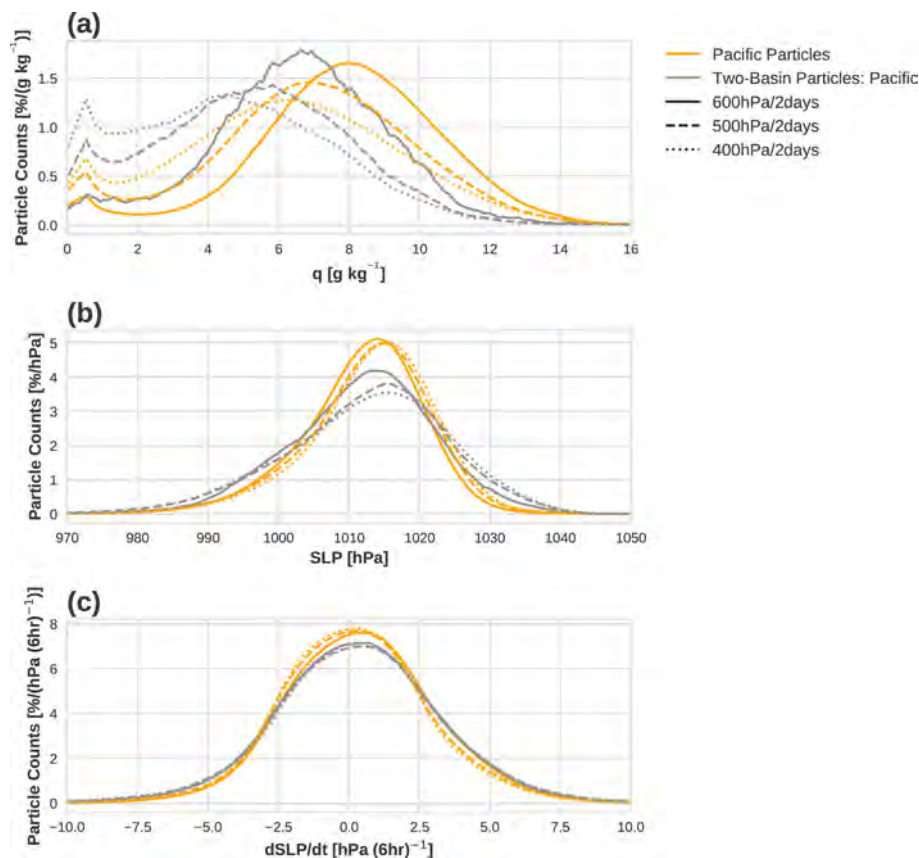 (a)
Particle Counts [%/(g kg⁻¹)]
1.5
1.0
0.5
0.0
0 2 4 6 8 10 12 14 16
q [g kg⁻¹]
Pacific Particles
Two-Basin Particles: Pacific
600hPa/2days
500hPa/2days
400hPa/2days
(b)
Particle Counts [%/hPa]
5
4
3
2
1
0
970 980 990 1000 1010 1020 1030 1040 1050
SLP [hPa]
(c)
Particle Counts [%/(hPa (6hr)⁻¹)]
8
6
4
2
0
−10.0 −7.5 −5.0 −2.5 0.0 2.5 5.0 7.5 10.0
dSLP/dt [hPa (6hr)⁻¹]